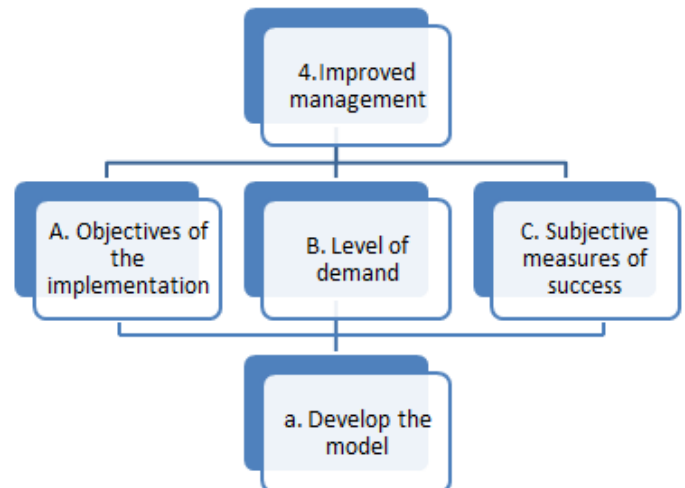 4.Improved
management
A. Objectives of
the
implementation
B. Level of
demand
C. Subjective
measures of
success
a. Develop the
model